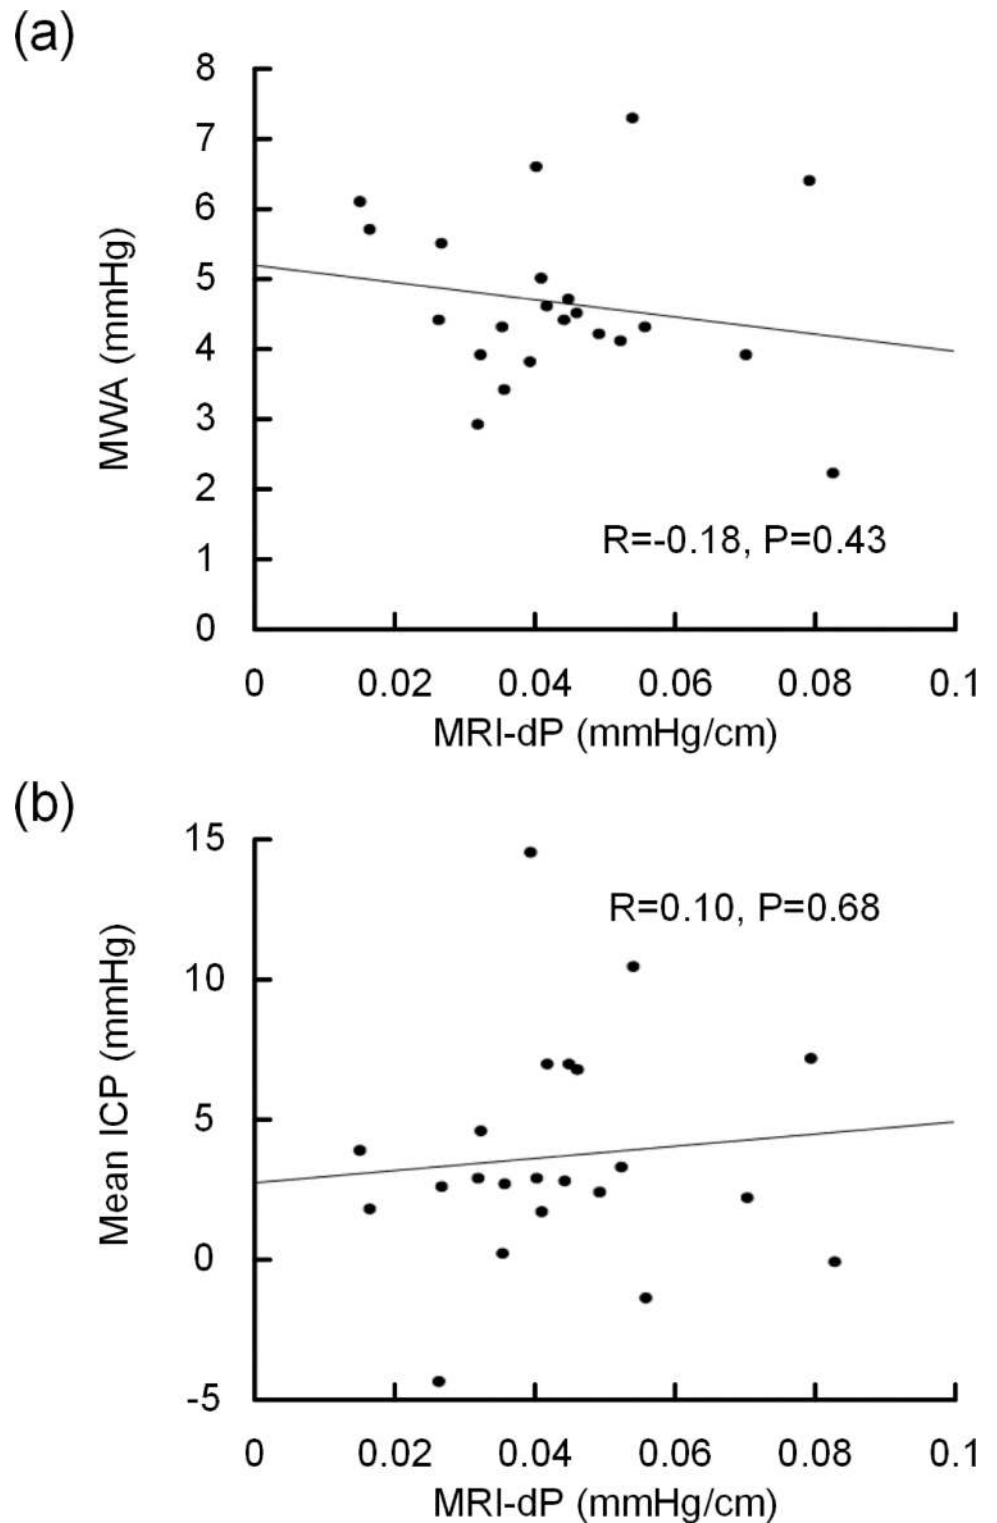 (a)
8
7
6
5
4
3
2
1
0
MWA (mmHg)
R=-0.18, P=0.43
0 0.02 0.04 0.06 0.08 0.1
MRI-dP (mmHg/cm)
(b)
15
10
5
0
-5
Mean ICP (mmHg)
R=0.10, P=0.68
0 0.02 0.04 0.06 0.08 0.1
MRI-dP (mmHg/cm)